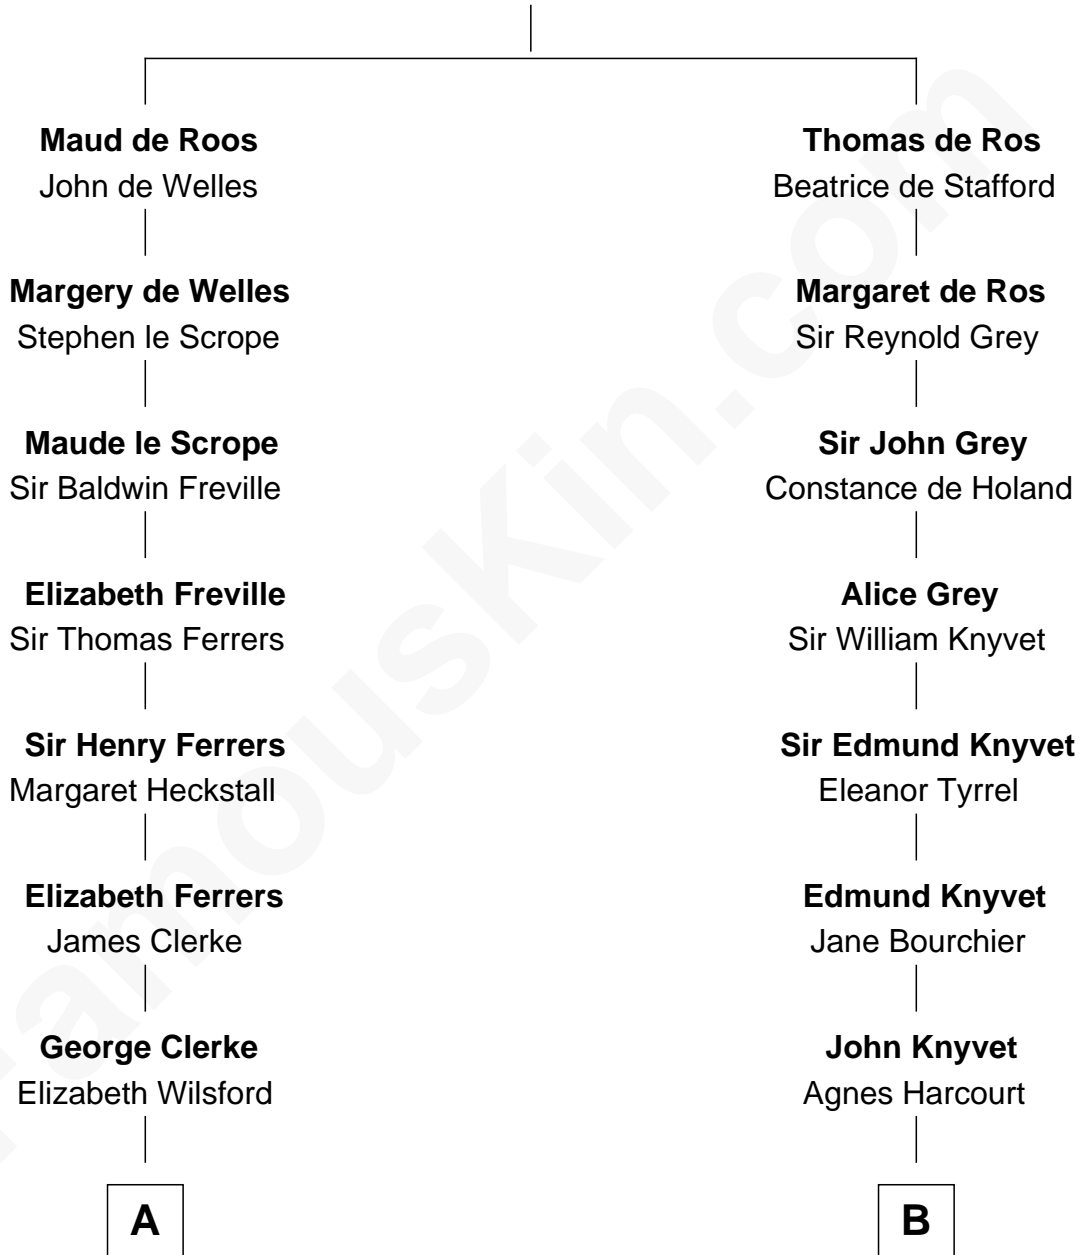 Maud de Roos
John de Welles
Margery de Welles
Stephen le Scrope
Maude le Scrope
Sir Baldwin Freville
Elizabeth Freville
Sir Thomas Ferrers
Sir Henry Ferrers
Margaret Heckstall
Elizabeth Ferrers
James Clerke
George Clerke
Elizabeth Wilsford
A
Thomas de Ros
Beatrice de Stafford
Margaret de Ros
Sir Reynold Grey
Sir John Grey
Constance de Holand
Alice Grey
Sir William Knyvet
Sir Edmund Knyvet
Eleanor Tyrrel
Edmund Knyvet
Jane Bourchier
John Knyvet
Agnes Harcourt
B
FamousKin.com